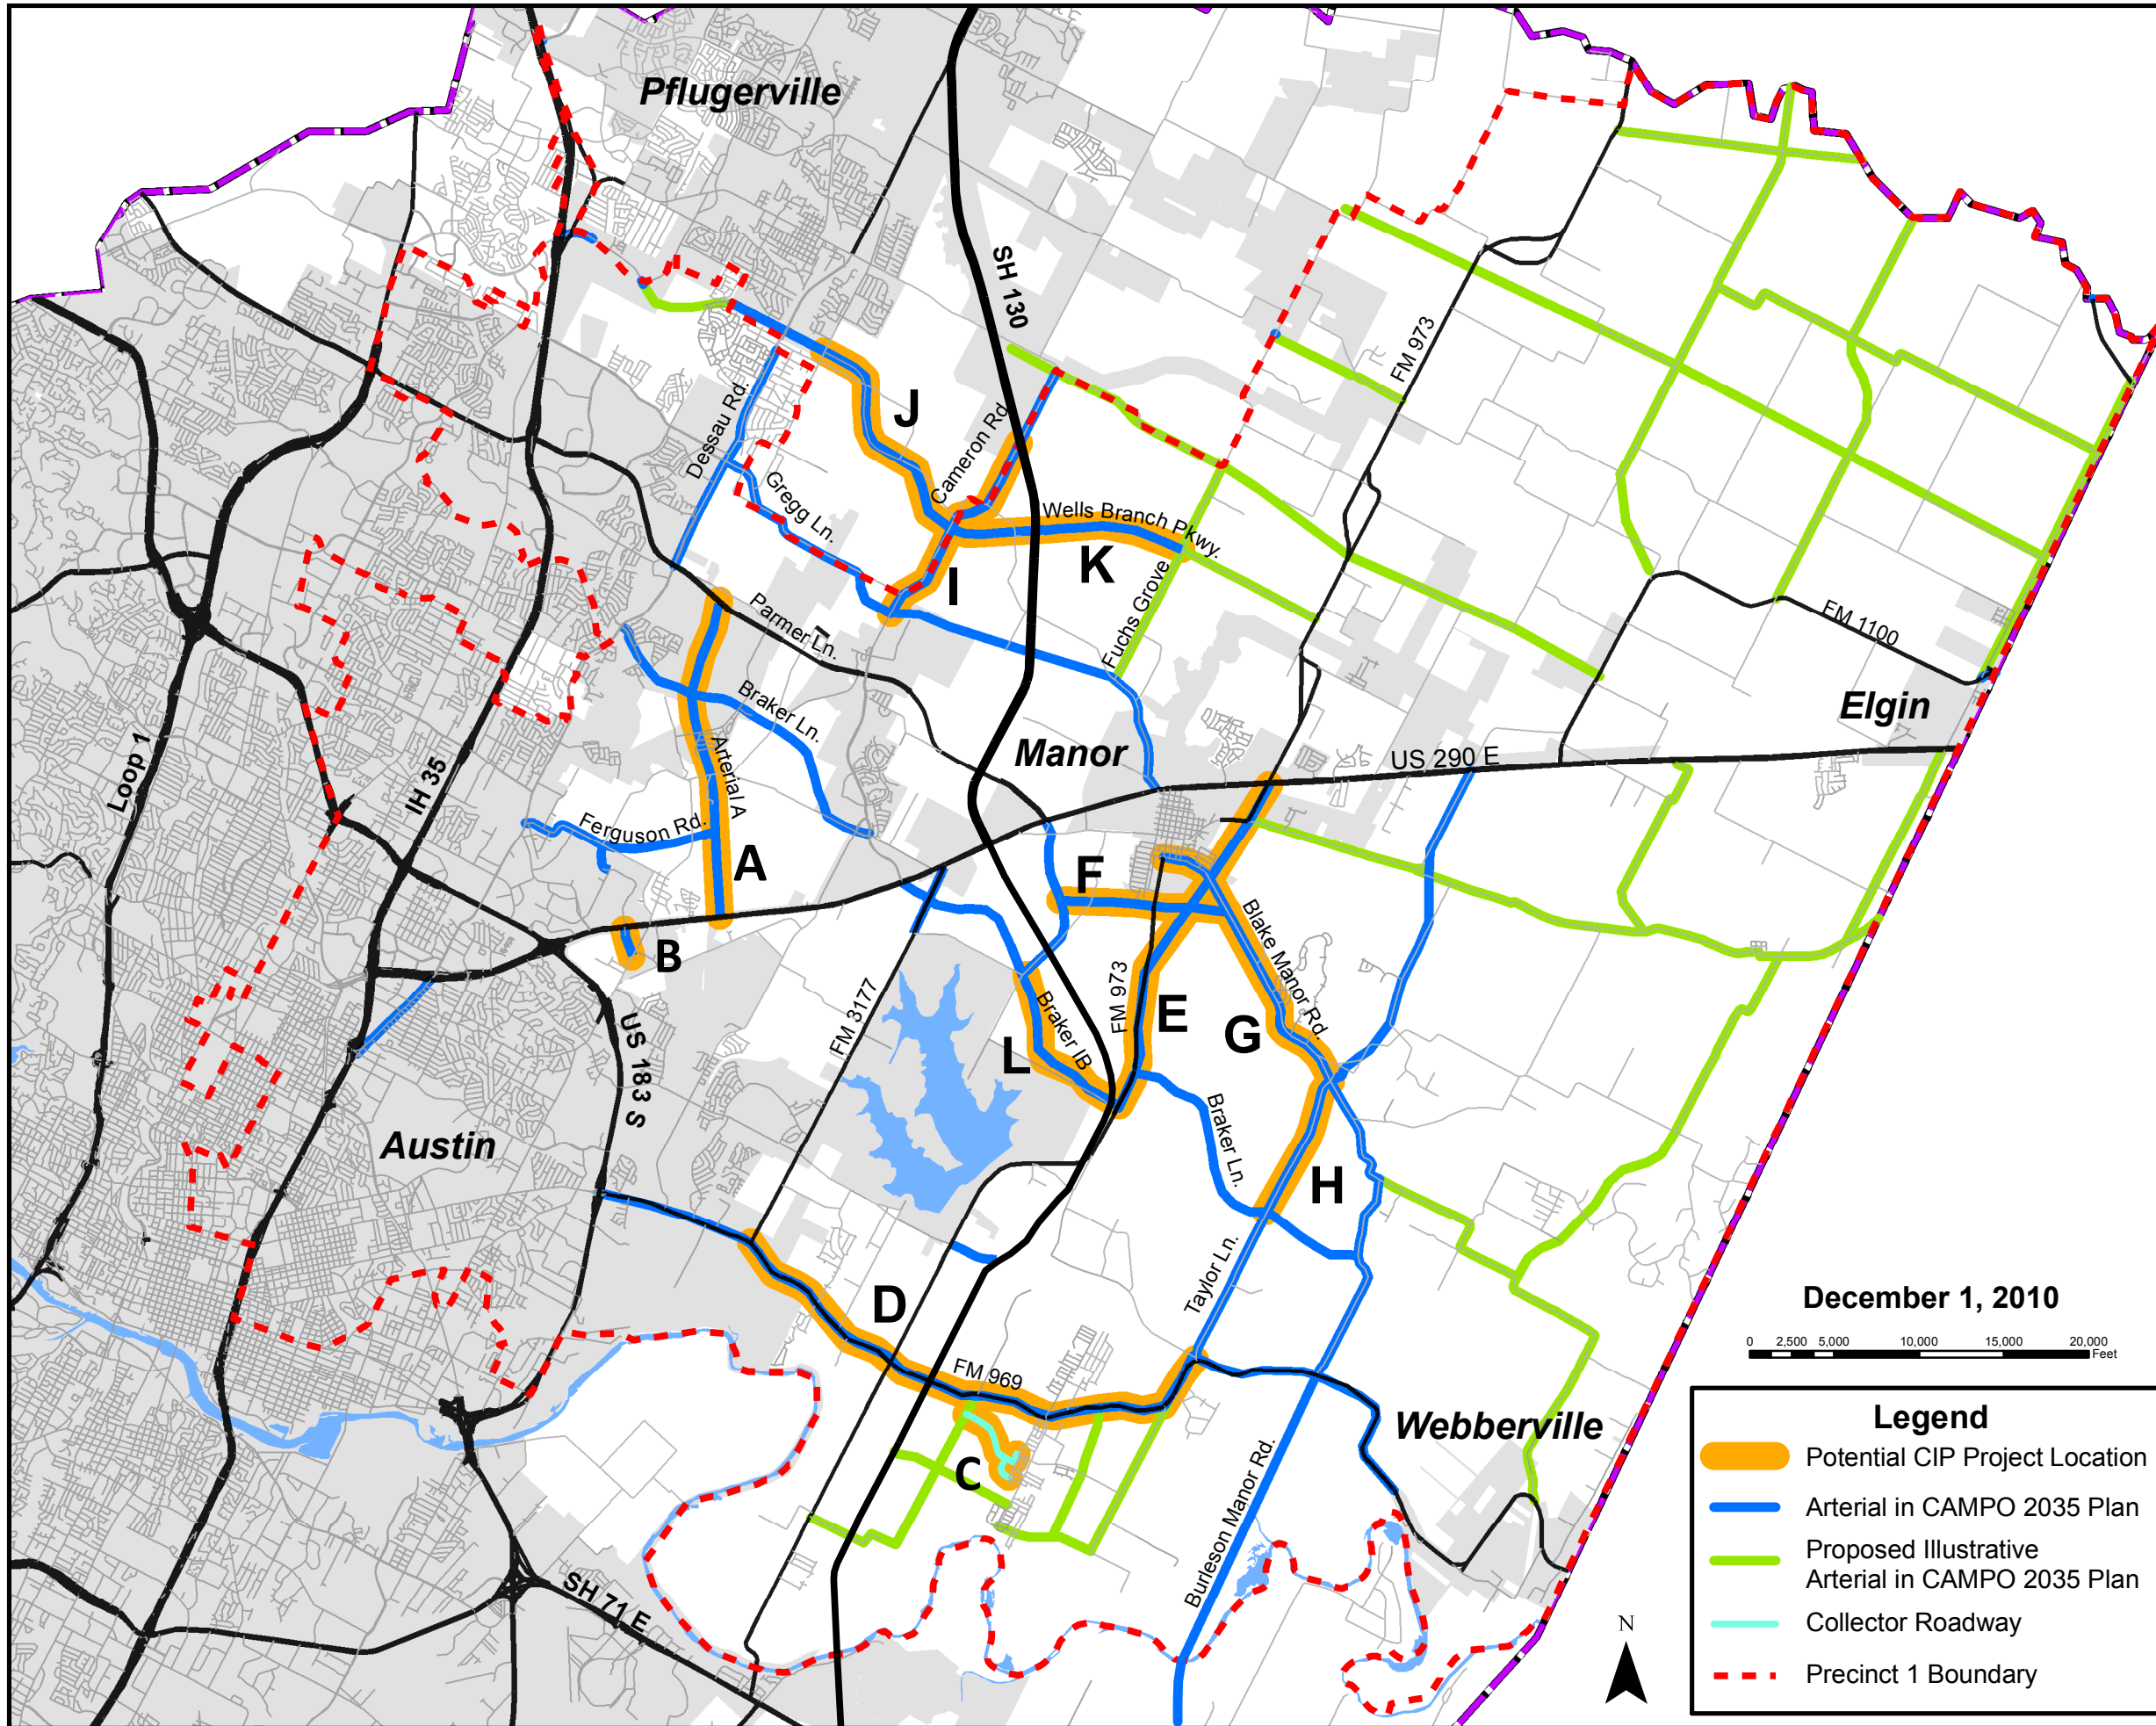 Pflugerville
SH 130
FM 973
J
Dessau Rd.
Cameron Rd.
Gregg Ln.
Wells Branch Pkwy.
K
I
Fuchs Grove
Parmer Ln.
FM 1100
Braker Ln.
Elgin
Manor
Arterial A
US 290 E
Loop 1
IH 35
Ferguson Rd.
A
F
B
Blake Manor Rd.
FM 973
E
FM 3177
Braker IB
G
L
US 183 S
Braker Ln.
Austin
H
Taylor Ln.
D
FM 969
December 1, 2010
0 2,500 5,000 10,000 15,000 20,000
Feet
Webberville
C
Burleson Manor Rd.
SH 71 E
N
Legend
Potential CIP Project Location
Arterial in CAMPO 2035 Plan
Proposed Illustrative
Arterial in CAMPO 2035 Plan
Collector Roadway
Precinct 1 Boundary